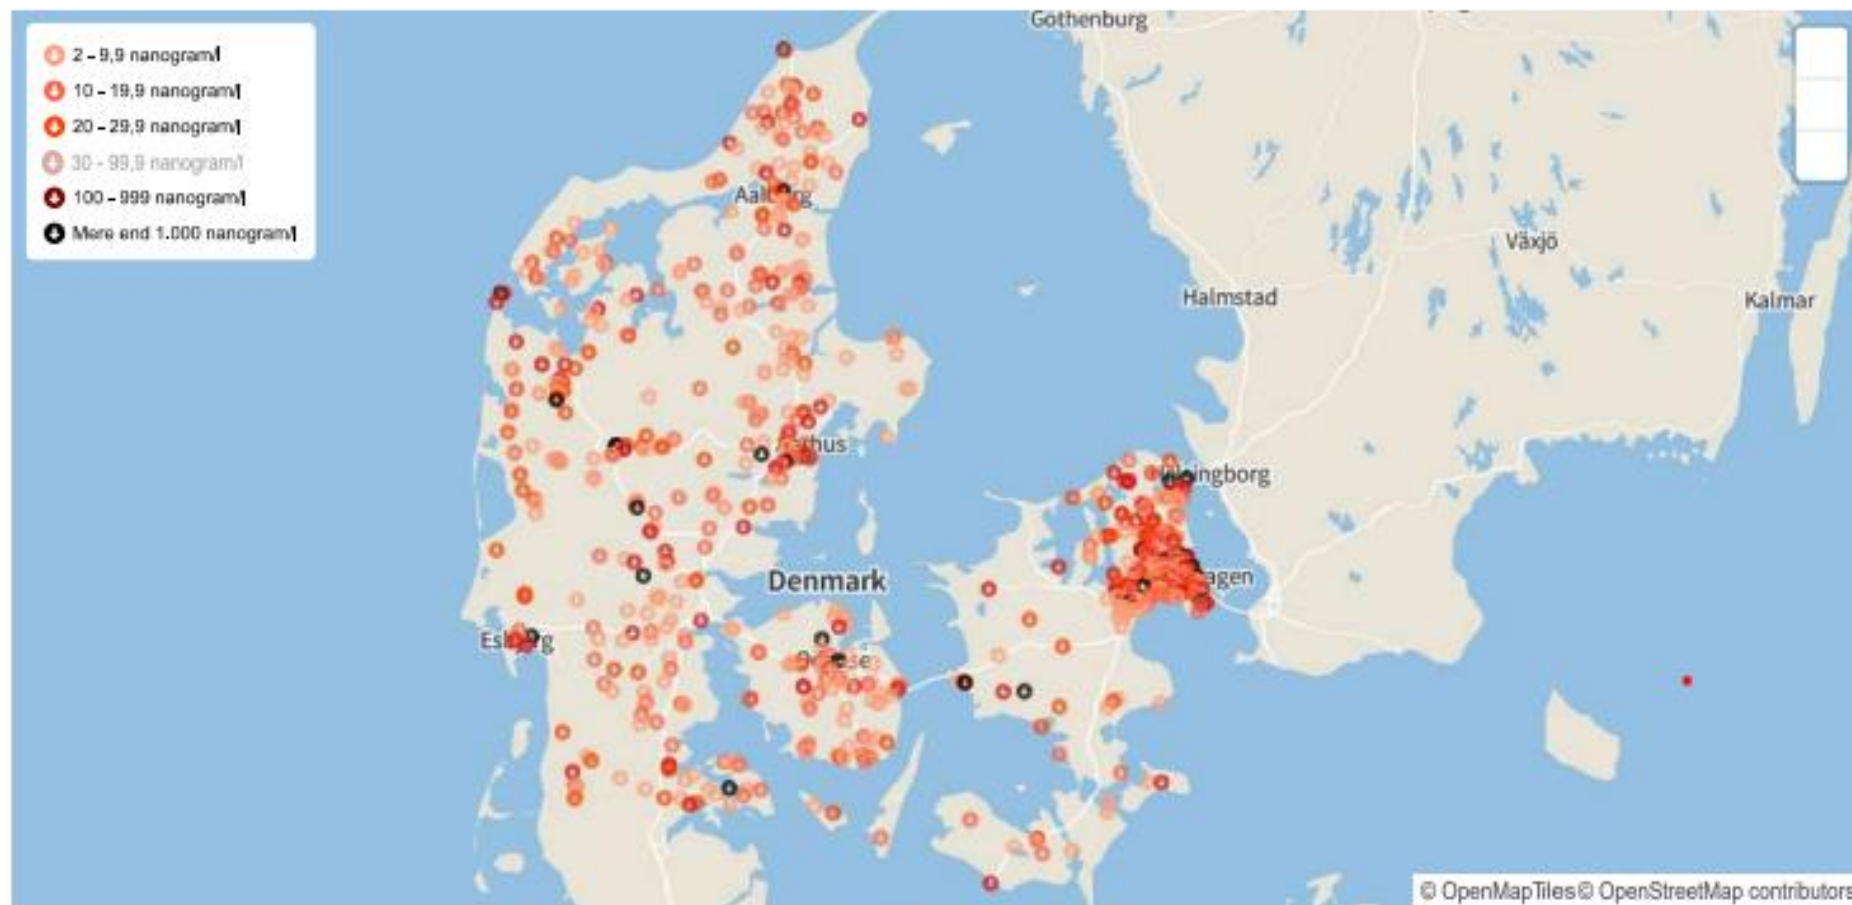 2 – 9,9 nanogram/l
10 – 19,9 nanogram/l
20 – 29,9 nanogram/l
30 - 99,9 nanogram/l
100 – 999 nanogram/l
Mere end 1.000 nanogram/l
Gothenburg
Växjö
Halmstad
Kalmar
Denmark
© OpenMapTiles © OpenStreetMap contributors